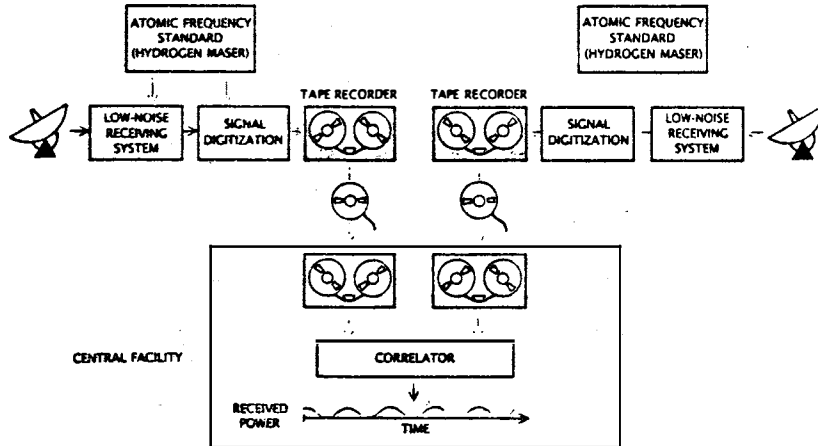 ATOMIC FREQUENCY
STANDARD
(HYDROGEN MASER)
ATOMIC FREQUENCY
STANDARD
(HYDROGEN MASER)
TAPE RECORDER
TAPE RECORDER
LOW-NOISE
RECEIVING
SYSTEM
SIGNAL
DIGITIZATION
SIGNAL
DIGITIZATION
LOW-NOISE
RECEIVING
SYSTEM
CENTRAL FACILITY
CORRELATOR
RECEIVED
POWER
TIME